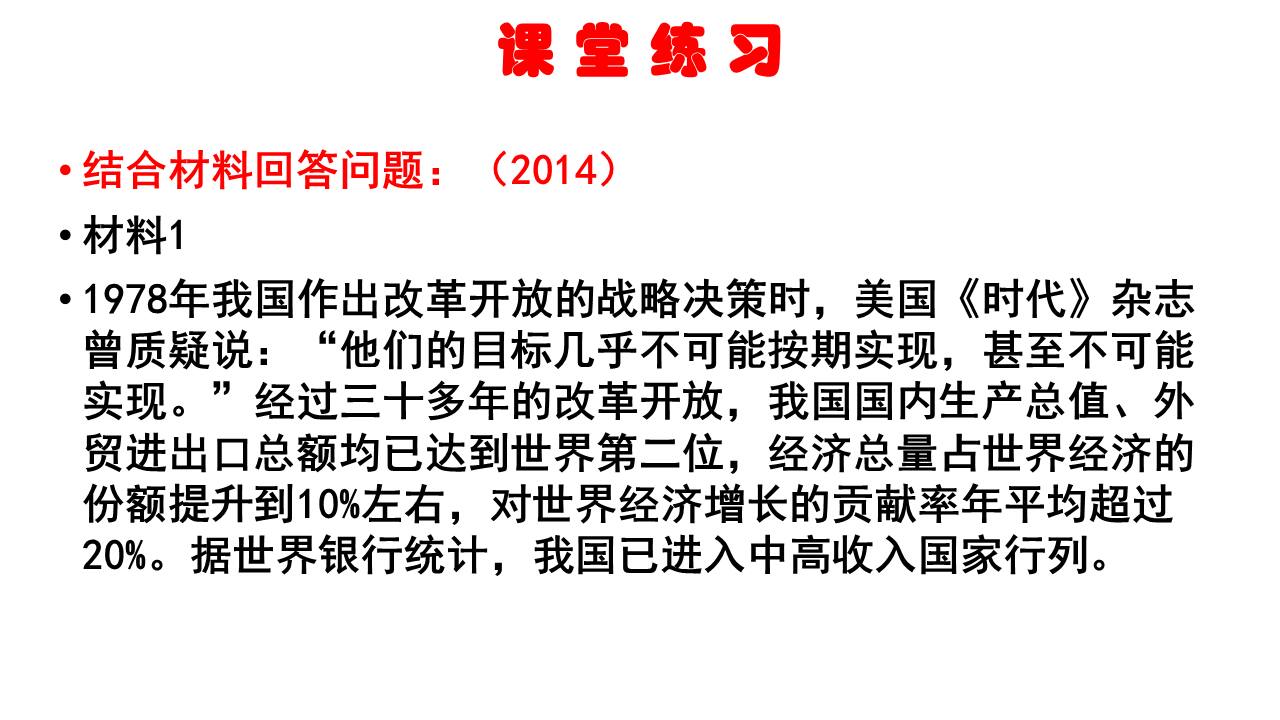 课堂练习
• 结合材料回答问题：（2014）
• 材料1
• 1978年我国作出改革开放的战略决策时，美国《时代》杂志
曾质疑说：“他们的目标几乎不可能按期实现，甚至不可能
实现。”经过三十多年的改革开放，我国国内生产总值、外
贸进出口总额均已达到世界第二位，经济总量占世界经济的
份额提升到10%左右，对世界经济增长的贡献率年平均超过
20%。据世界银行统计，我国已进入中高收入国家行列。